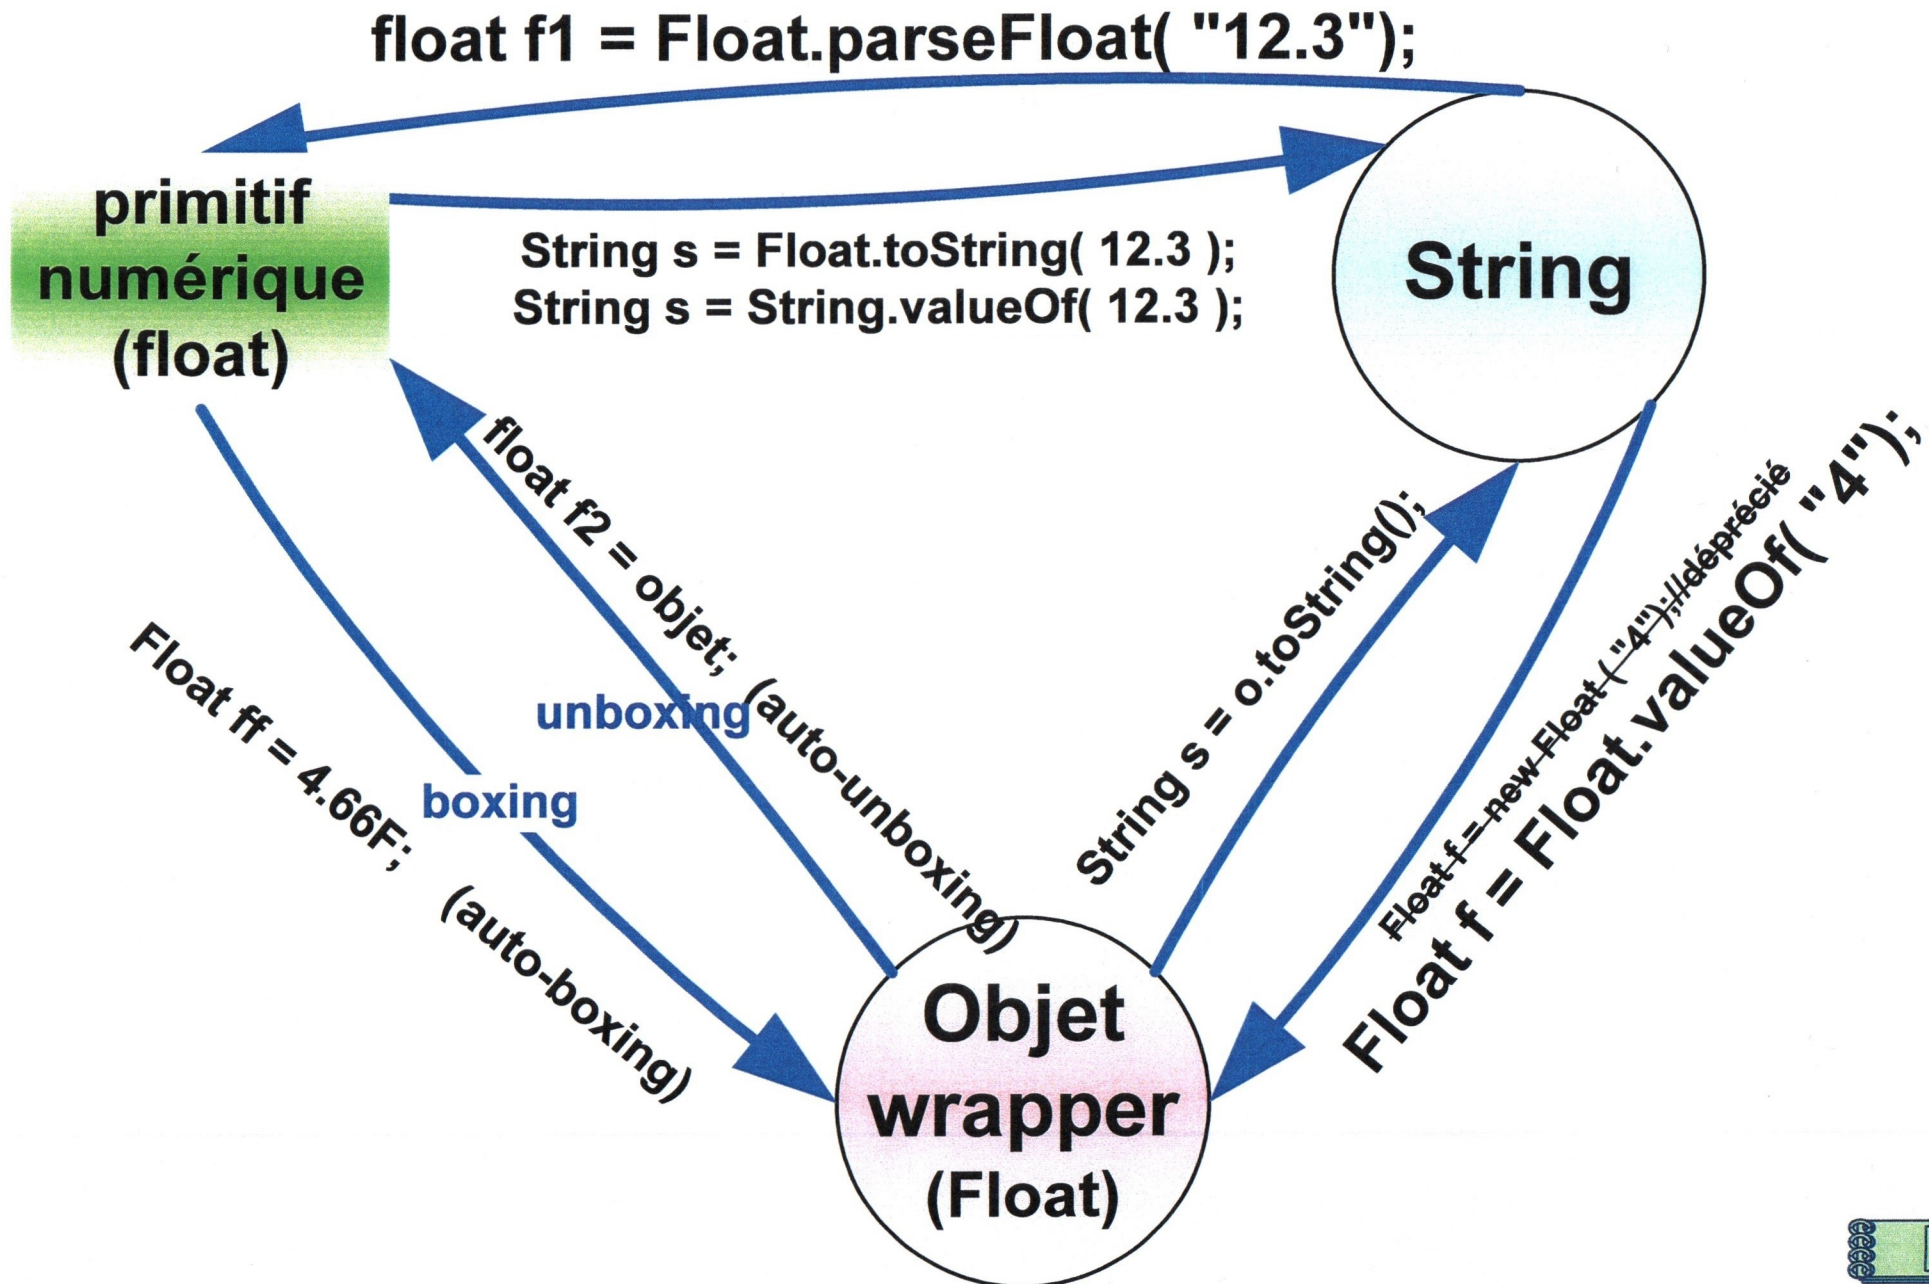 float f1 = Float.parseFloat( "12.3");
primitif
numérique
(float)
String s = Float.toString( 12.3 );
String s = String.valueOf( 12.3 );
String
float f2 = objet; (auto-unboxing)
unboxing
Float ff = 4.66F; (auto-boxing)
boxing
String s = o.toString();
Float f = new Float ( "4");//déprécié
Float f = Float.valueOf( "4");
Objet
wrapper
(Float)